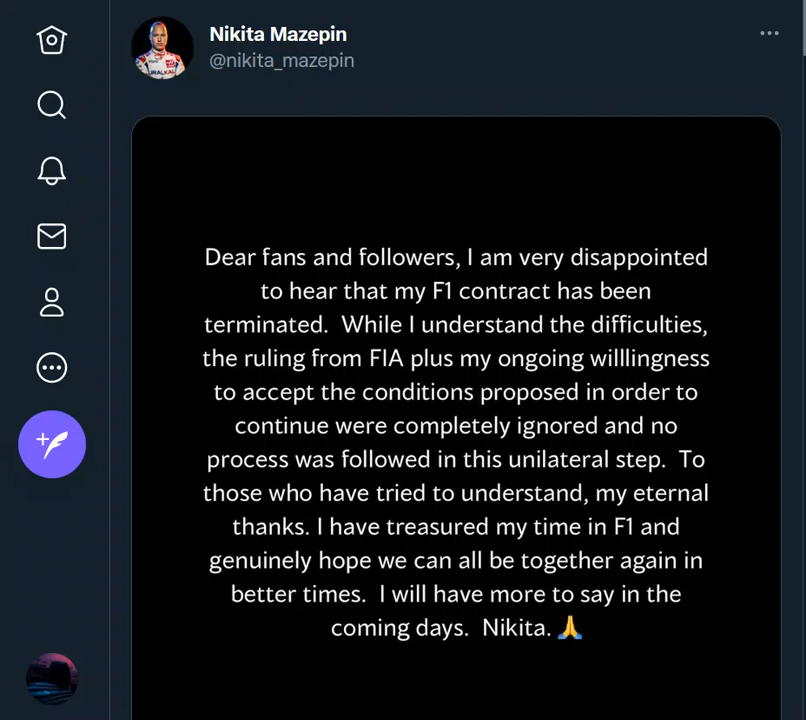 Nikita Mazepin
@nikita_mazepin
Dear fans and followers, I am very disappointed
to hear that my F1 contract has been
terminated.  While I understand the difficulties,
the ruling from FIA plus my ongoing willlingness
to accept the conditions proposed in order to
continue were completely ignored and no
process was followed in this unilateral step.  To
those who have tried to understand, my eternal
thanks. I have treasured my time in F1 and
genuinely hope we can all be together again in
better times.  I will have more to say in the
coming days.  Nikita. 🙏